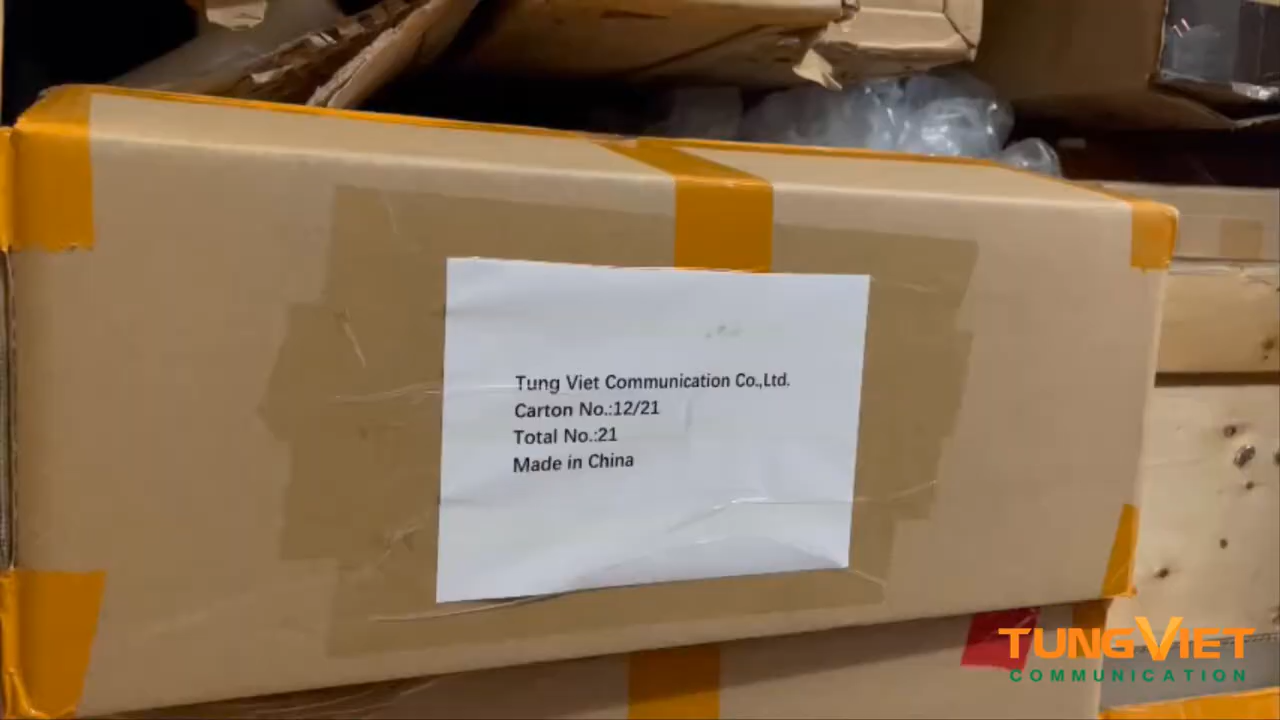 Tung Viet Communication Co.,Ltd.
Carton No.:12/21
Total No.:21
Made in China
TUNGVIET
COMMUNICATION